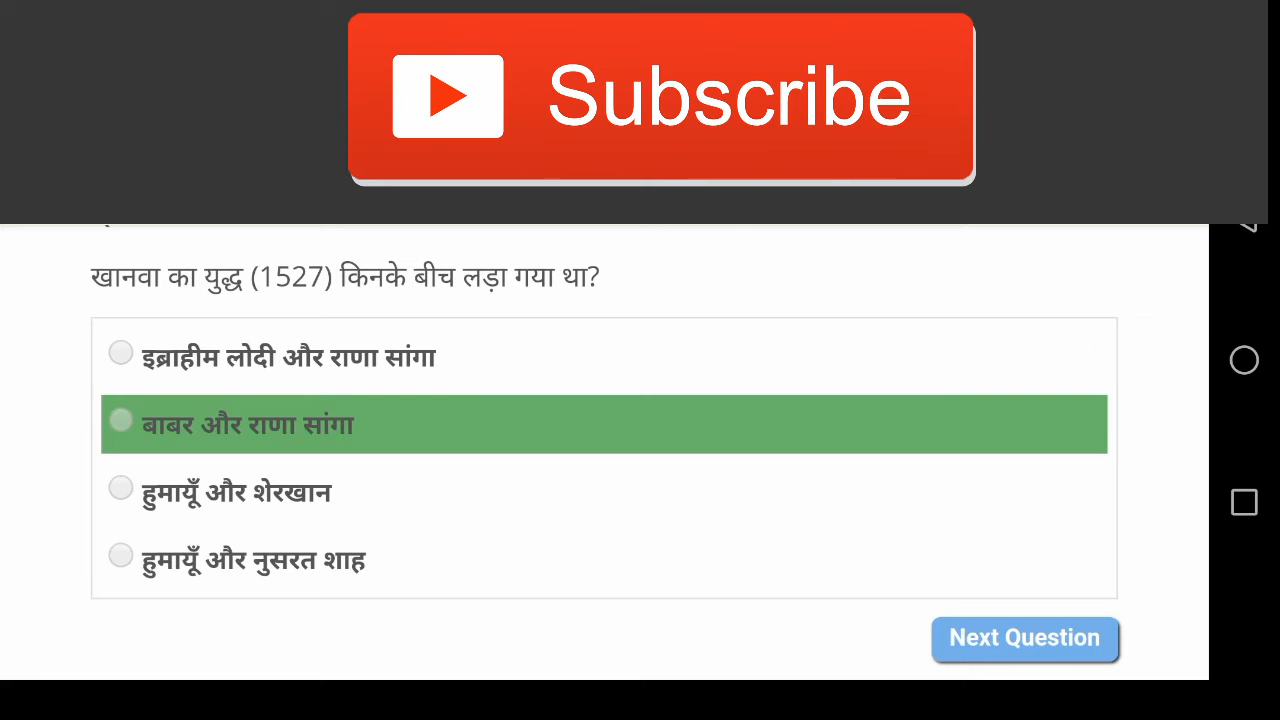 Subscribe
खानवा का युद्ध (1527) किनके बीच लड़ा गया था?
इब्राहीम लोदी और राणा सांगा
बाबर और राणा सांगा
हुमायूँ और शेरखान
हुमायूँ और नुसरत शाह
Next Question